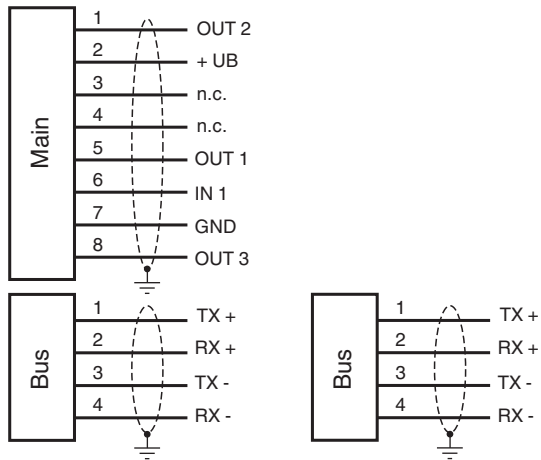 Main
1 OUT 2
2 + UB
3 n.c.
4 n.c.
5 OUT 1
6 IN 1
7 GND
8 OUT 3
Bus
1 TX +
2 RX +
3 TX -
4 RX -
Bus
1 TX +
2 RX +
3 TX -
4 RX -